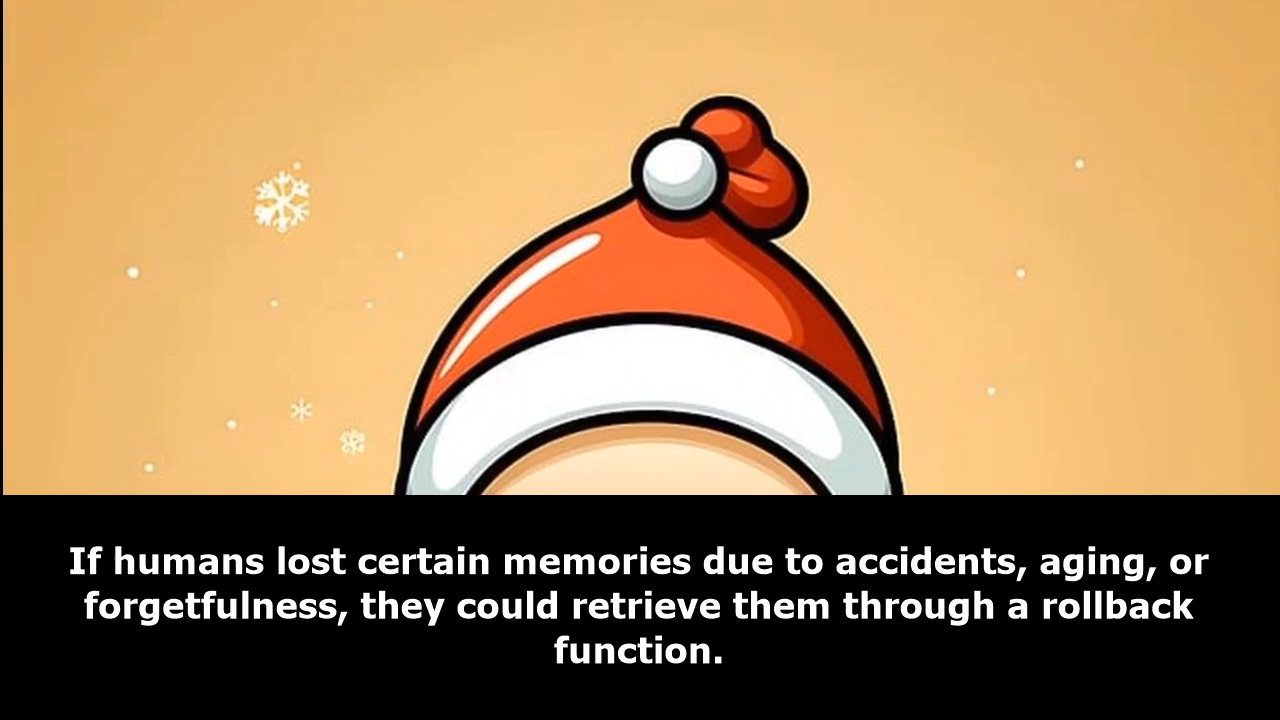 If humans lost certain memories due to accidents, aging, or
forgetfulness, they could retrieve them through a rollback
function.